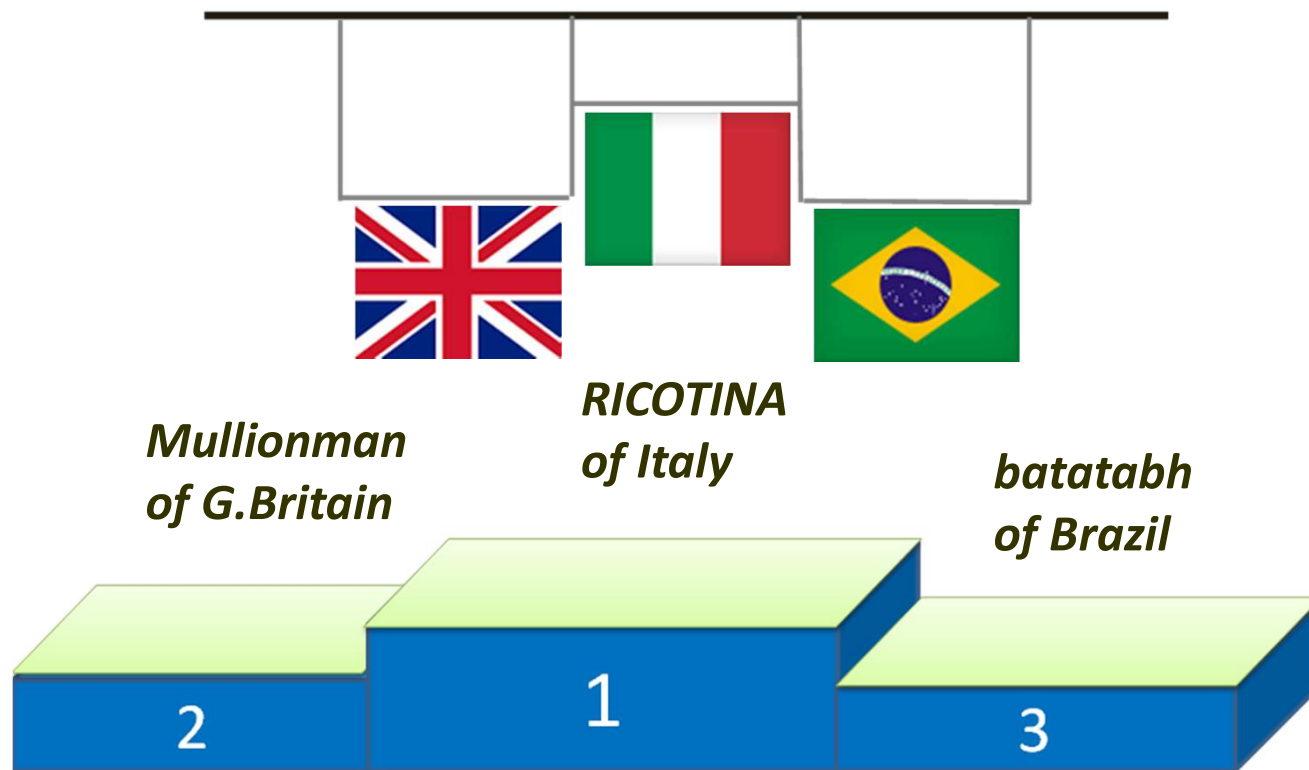 RICOTINA
of Italy
Mullionman
of G.Britain
batatabh
of Brazil
2
1
3